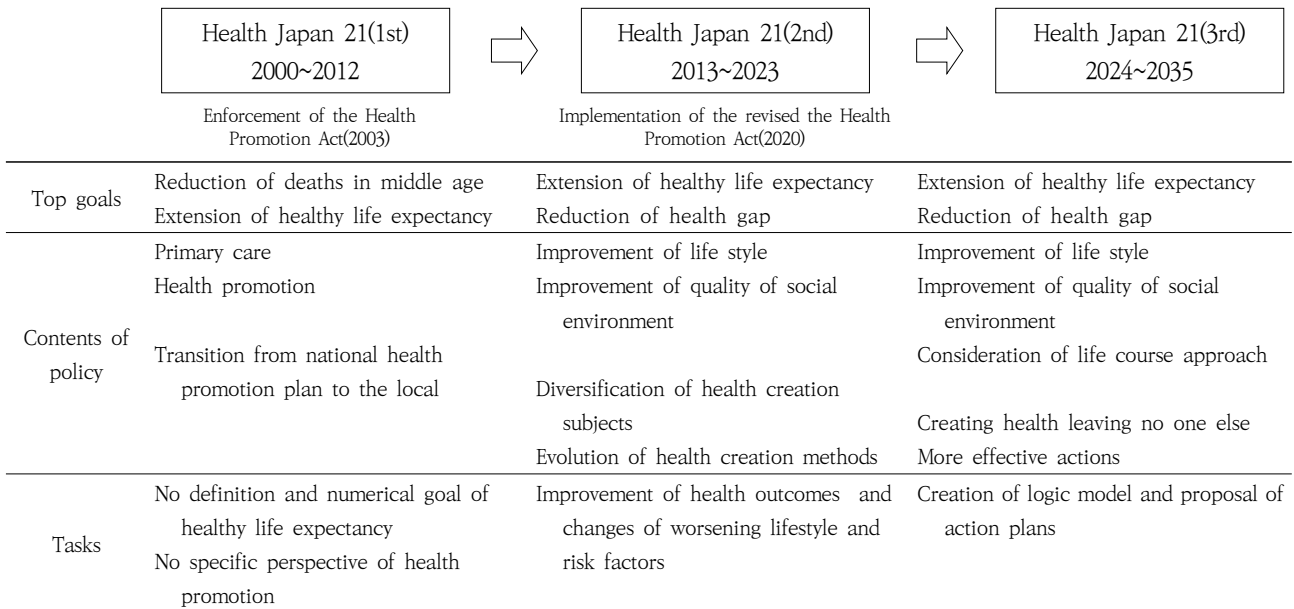 Health Japan 21(1st)
2000~2012
Health Japan 21(2nd)
2013~2023
Health Japan 21(3rd)
2024~2035
Enforcement of the Health
Promotion Act(2003)
Implementation of the revised the Health
Promotion Act(2020)
Top goals
Reduction of deaths in middle age
Extension of healthy life expectancy
Extension of healthy life expectancy
Reduction of health gap
Extension of healthy life expectancy
Reduction of health gap
Contents of
policy
Primary care
Health promotion
Transition from national health
promotion plan to the local
Improvement of life style
Improvement of quality of social
environment
Diversification of health creation
subjects
Evolution of health creation methods
Improvement of life style
Improvement of quality of social
environment
Consideration of life course approach
Creating health leaving no one else
More effective actions
Tasks
No definition and numerical goal of
healthy life expectancy
No specific perspective of health
promotion
Improvement of health outcomes and
changes of worsening lifestyle and
risk factors
Creation of logic model and proposal of
action plans